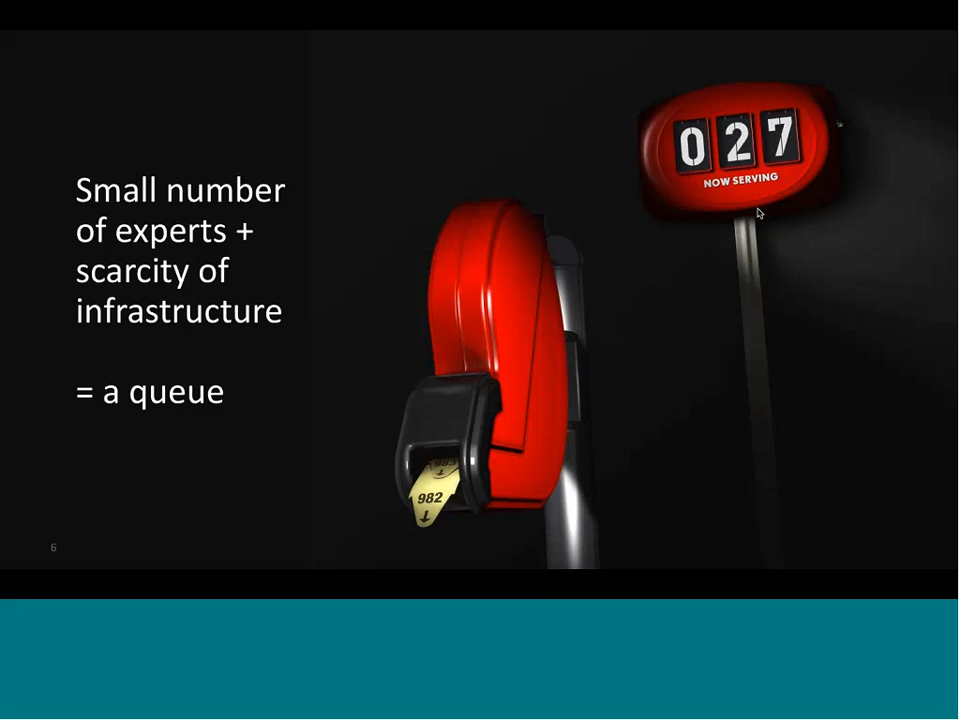 Small number
of experts +
scarcity of
infrastructure
= a queue
027
NOW SERVING
982
6